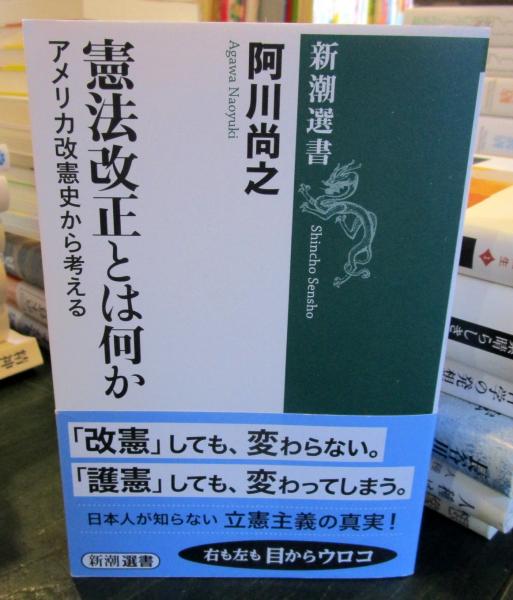 新潮選書
Shincho Sensho
阿川尚之
Agawa Naoyuki
憲法改正とは何か
アメリカ改憲史から考える
「改憲」しても、変わらない。
「護憲」しても、変わってしまう。
日本人が知らない 立憲主義の真実!
新潮選書
右も左も目からウロコ
精神